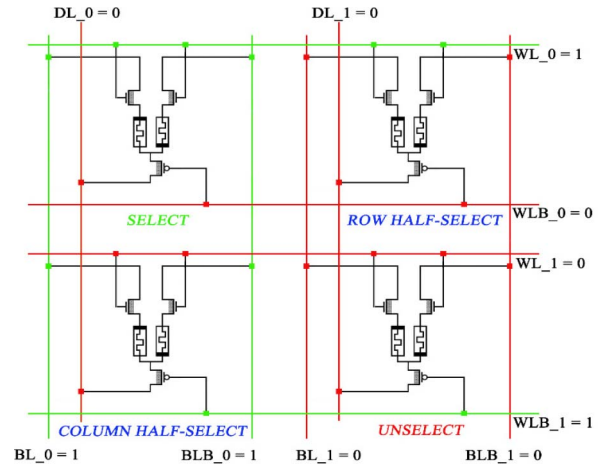 DL_0 = 0 DL_1 = 0
WL_0 = 1
SELECT ROW HALF-SELECT WLB_0 = 0
WL_1 = 0
COLUMN HALF-SELECT UNSELECT WLB_1 = 1
BL_0 = 1 BLB_0 = 1 BL_1 = 0 BLB_1 = 0